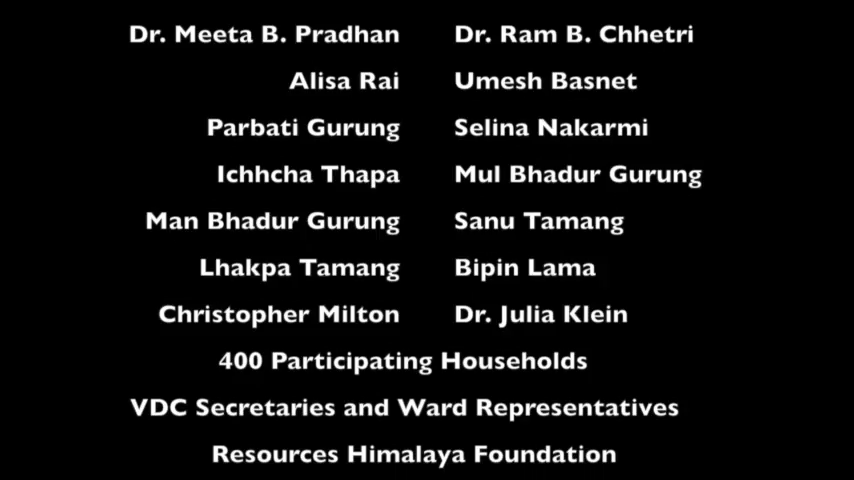 Dr. Meeta B. Pradhan Dr. Ram B. Chhetri
Alisa Rai Umesh Basnet
Parbati Gurung Selina Nakarmi
Ichhcha Thapa Mul Bhadur Gurung
Man Bhadur Gurung Sanu Tamang
Lhakpa Tamang Bipin Lama
Christopher Milton Dr. Julia Klein
400 Participating Households
VDC Secretaries and Ward Representatives
Resources Himalaya Foundation